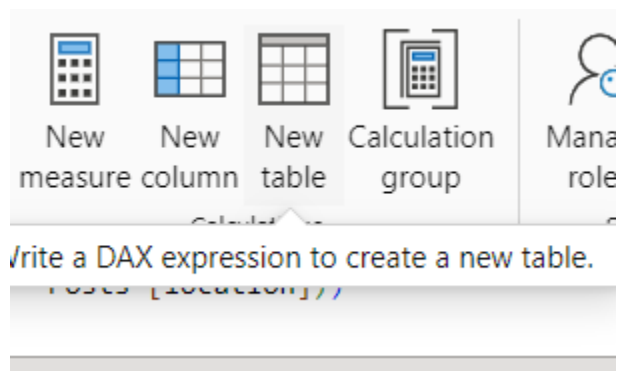 New
measure
New
column
New
table
Calculation
group
Mana
role
Write a DAX expression to create a new table.